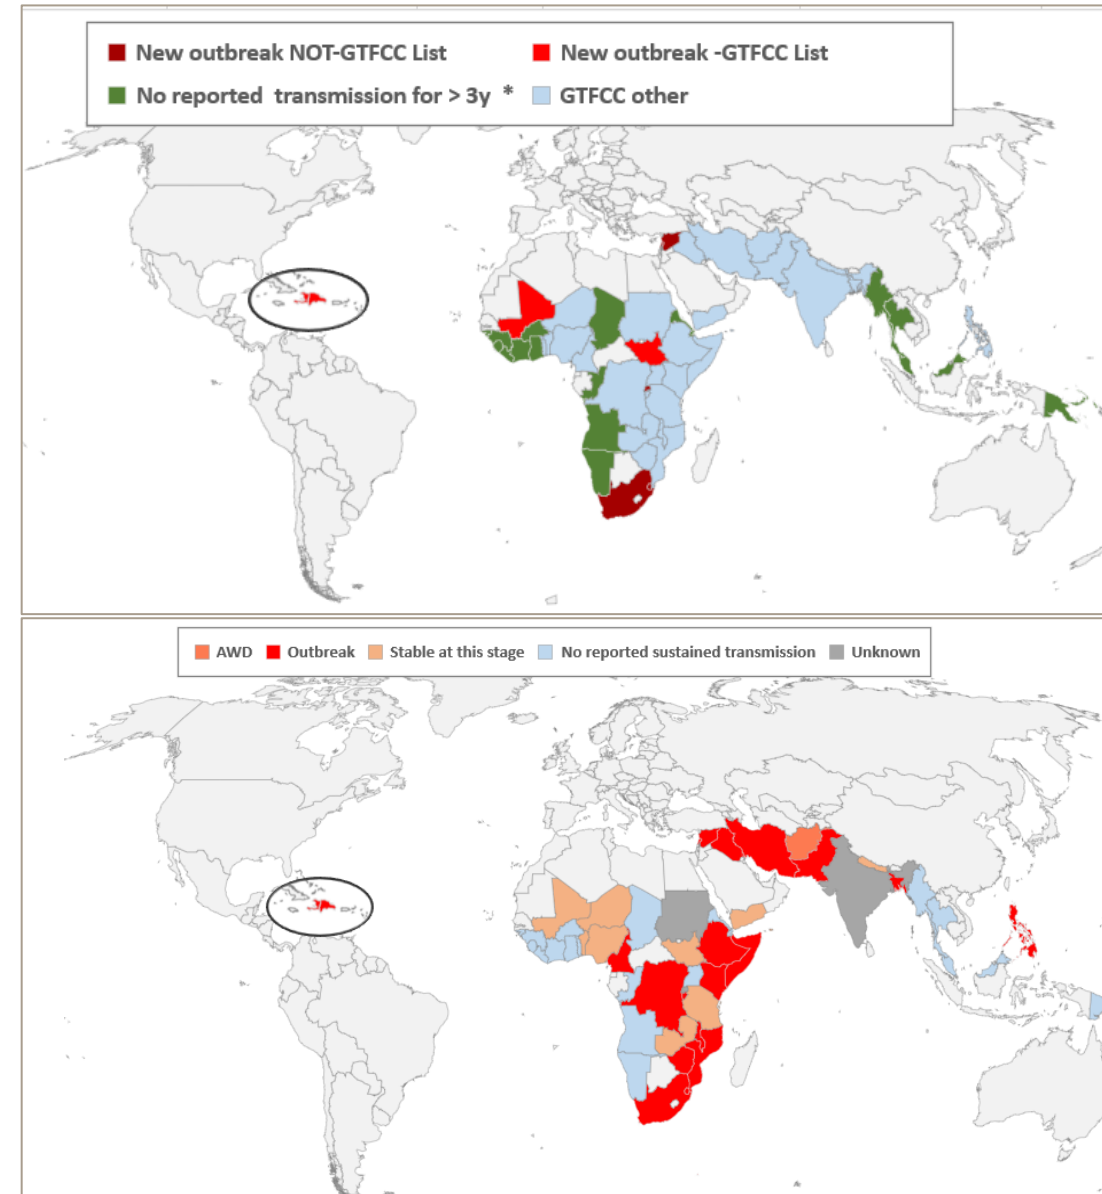 New outbreak NOT-GTFCC List New outbreak -GTFCC List
No reported transmission for > 3y * GTFCC other
AWD Outbreak Stable at this stage No reported sustained transmission Unknown